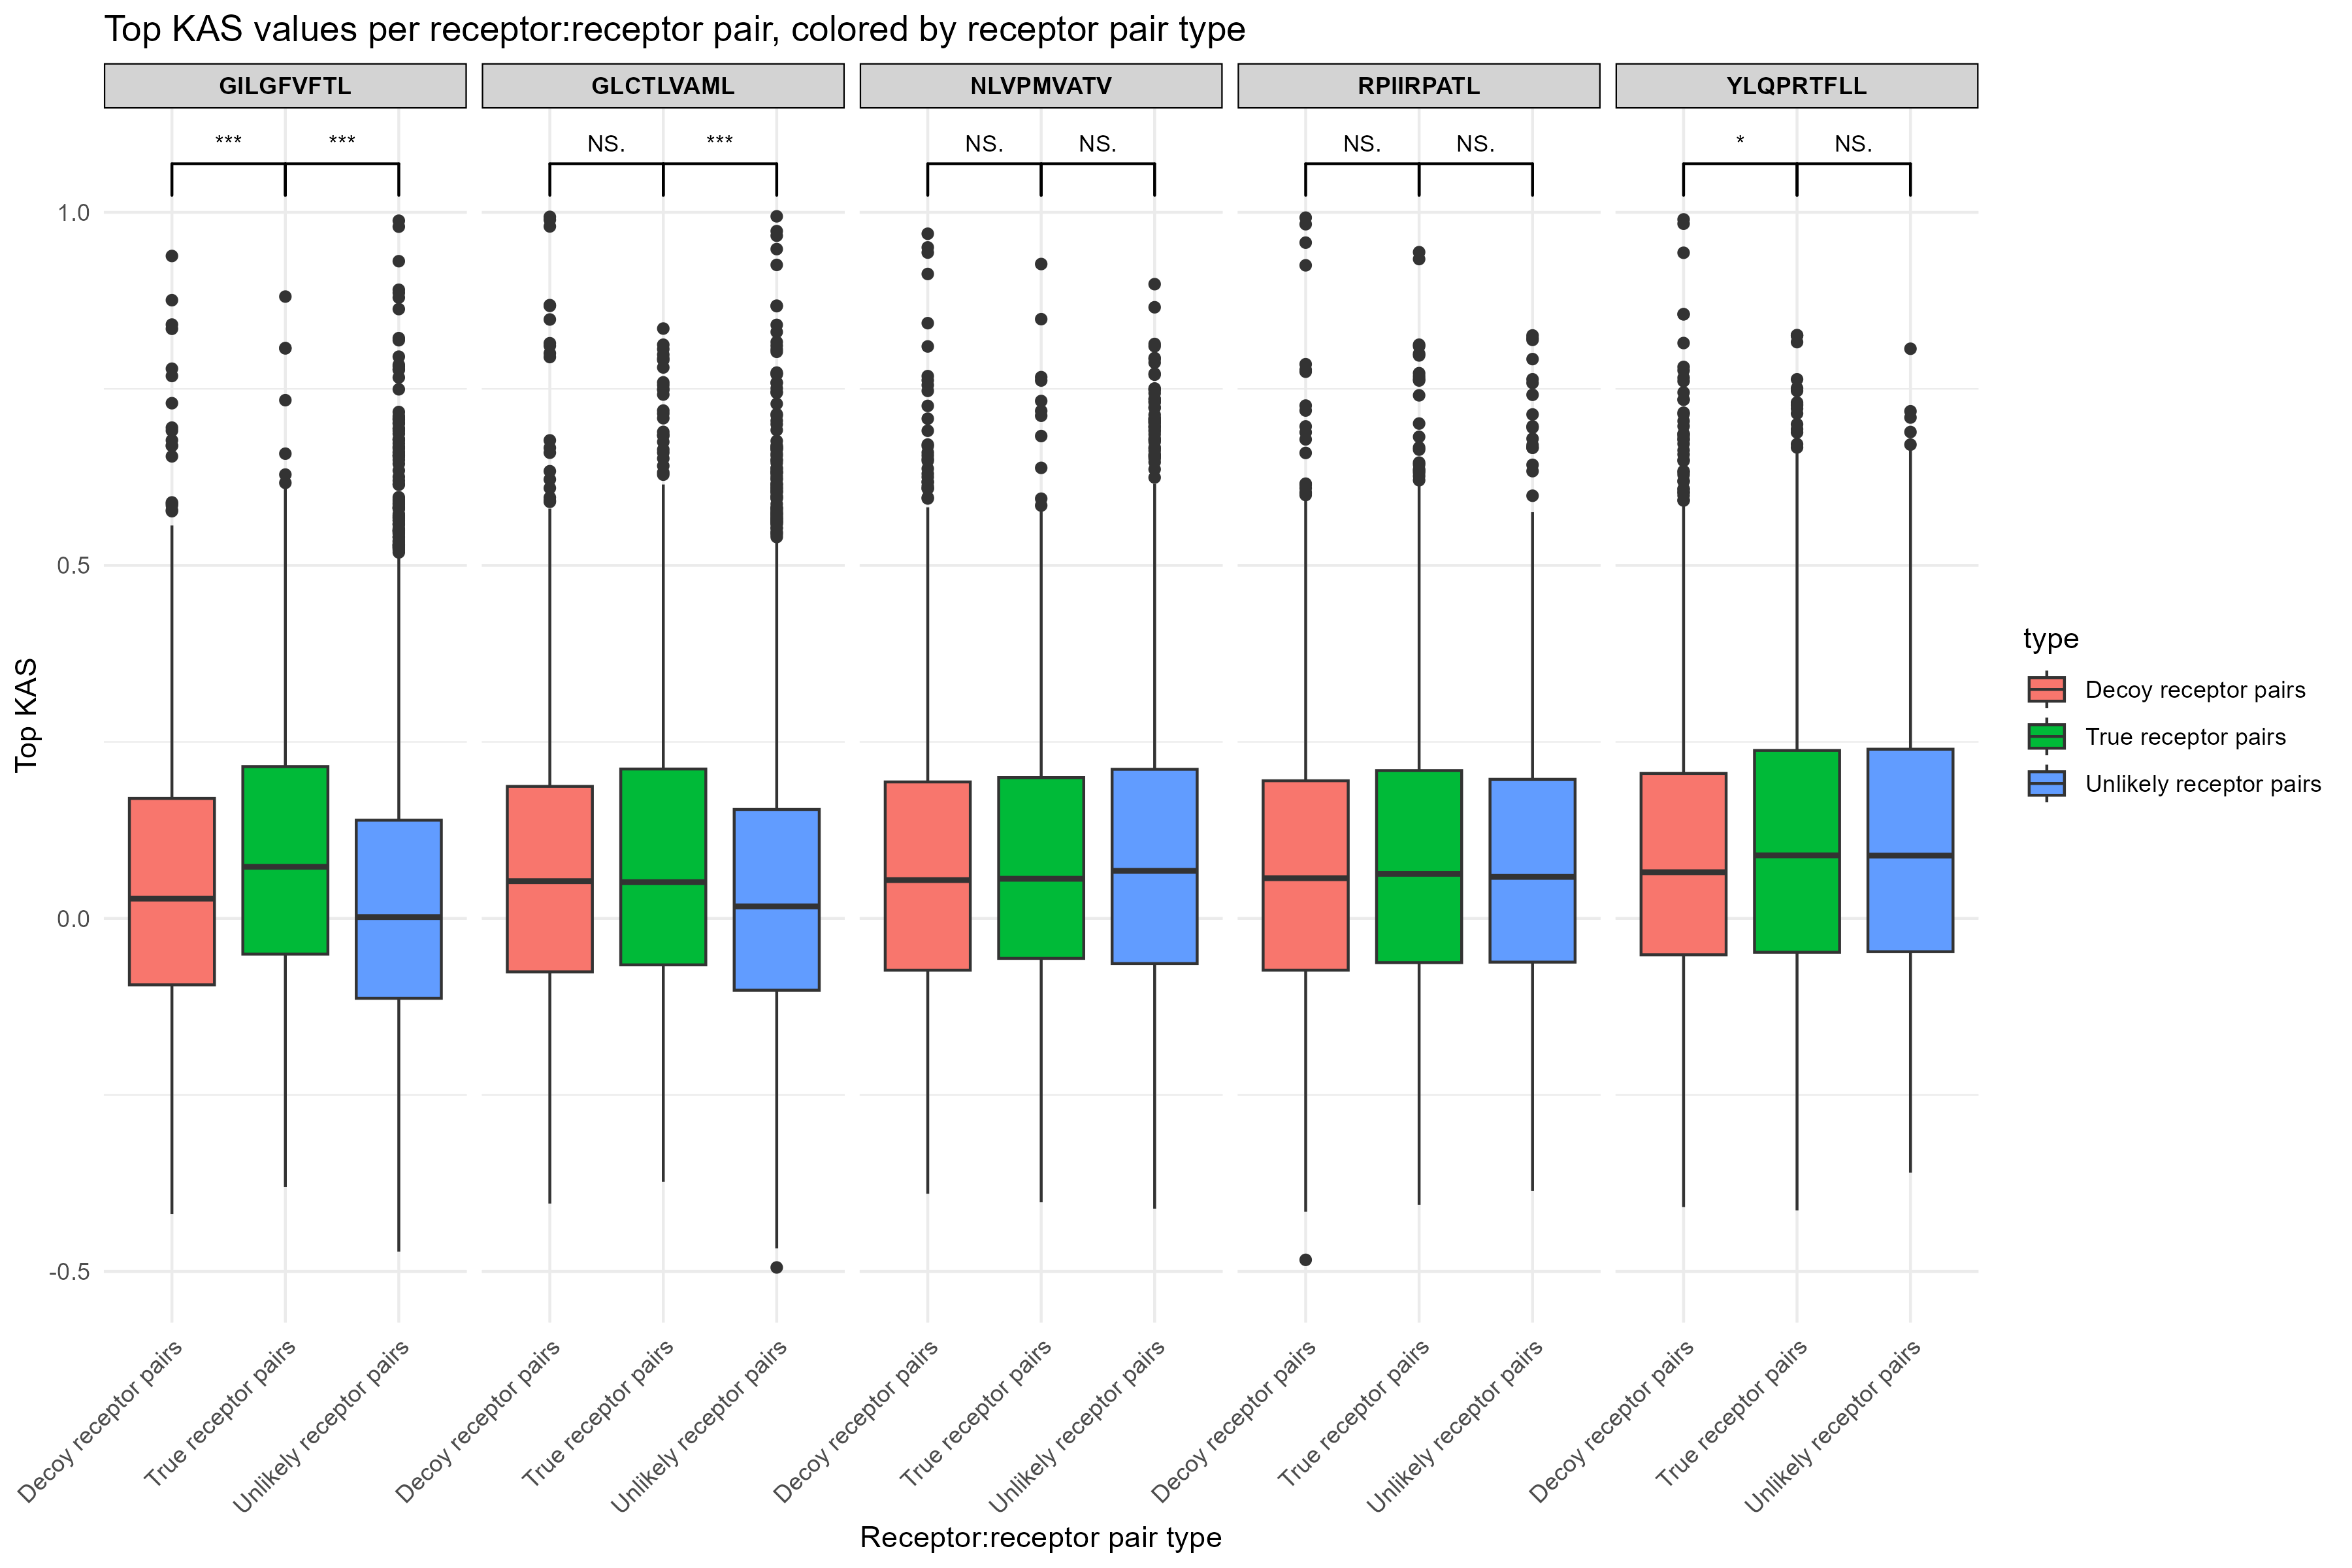 Top KAS values per receptor:receptor pair, colored by receptor pair type
GILGFVFTL
GLCTLVAML
NLVPMVATV
RPIIRPATL
YLQPRTFLL
*** ***
NS. ***
NS. NS.
NS. NS.
* NS.
1.0
0.5
0.0
-0.5
Top KAS
Decoy receptor pairs
True receptor pairs
Unlikely receptor pairs
Decoy receptor pairs
True receptor pairs
Unlikely receptor pairs
Decoy receptor pairs
True receptor pairs
Unlikely receptor pairs
Decoy receptor pairs
True receptor pairs
Unlikely receptor pairs
Decoy receptor pairs
True receptor pairs
Unlikely receptor pairs
Receptor:receptor pair type
type
Decoy receptor pairs
True receptor pairs
Unlikely receptor pairs